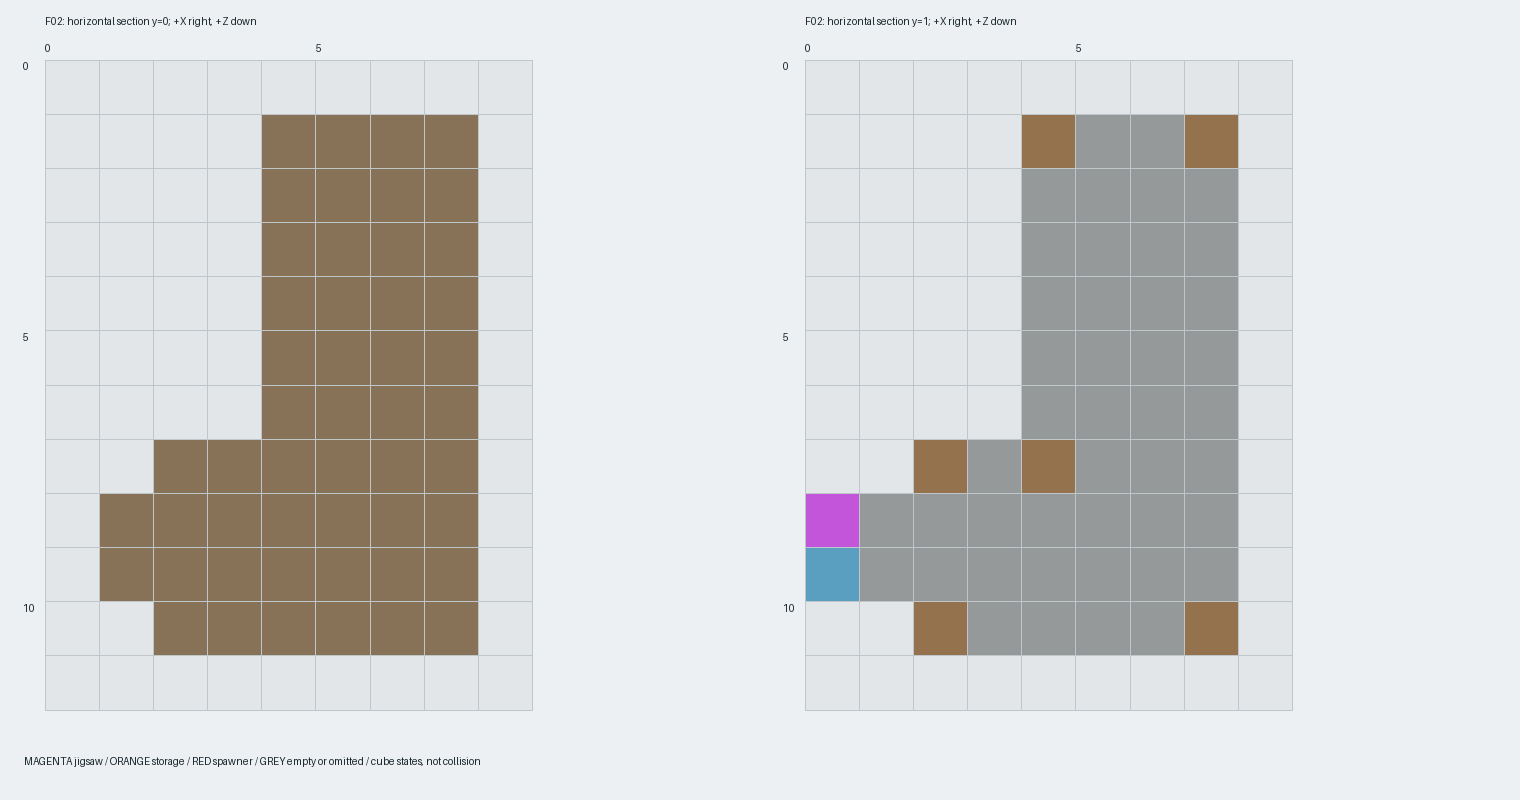 F02: horizontal section y=0; +X right, +Z down
F02: horizontal section y=1; +X right, +Z down
0 5
0 5
0
5
10
0
5
10
MAGENTA jigsaw / ORANGE storage / RED spawner / GREY empty or omitted / cube states, not collision